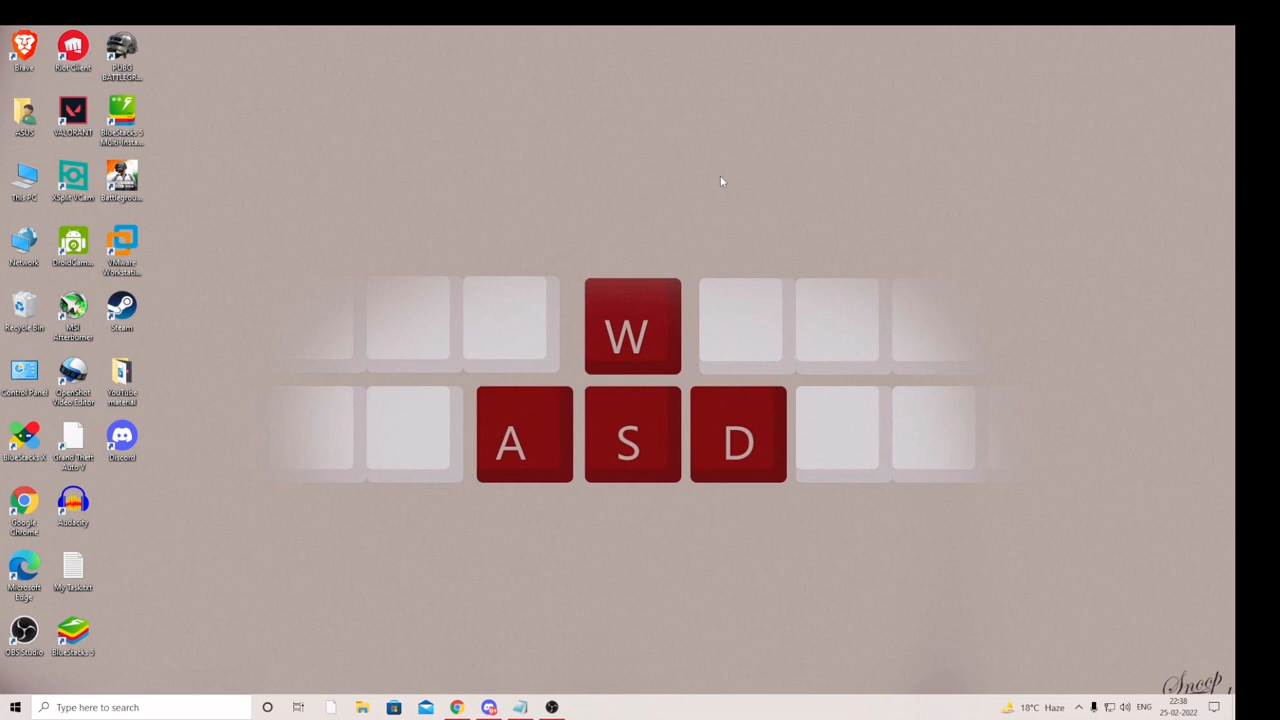 Brave
Riot Client
PUBG
BATTLEGR...
ASUS
VALORANT
BlueStacks 5
Multi-Insta...
This PC
XSplit VCam
Battlegrou...
Network
DroidCam...
VMware
Workstati...
Recycle Bin
MSI
Afterburner
Steam
Control Panel
OpenShot
Video Editor
YouTube
material
BlueStacks X
Grand Theft
Auto V
Discord
Google
Chrome
Audacity
Microsoft
Edge
My Task.txt
OBS Studio
BlueStacks 5
W
A S D
Snoop
Type here to search
18°C Haze
ENG
22:38
25-02-2022